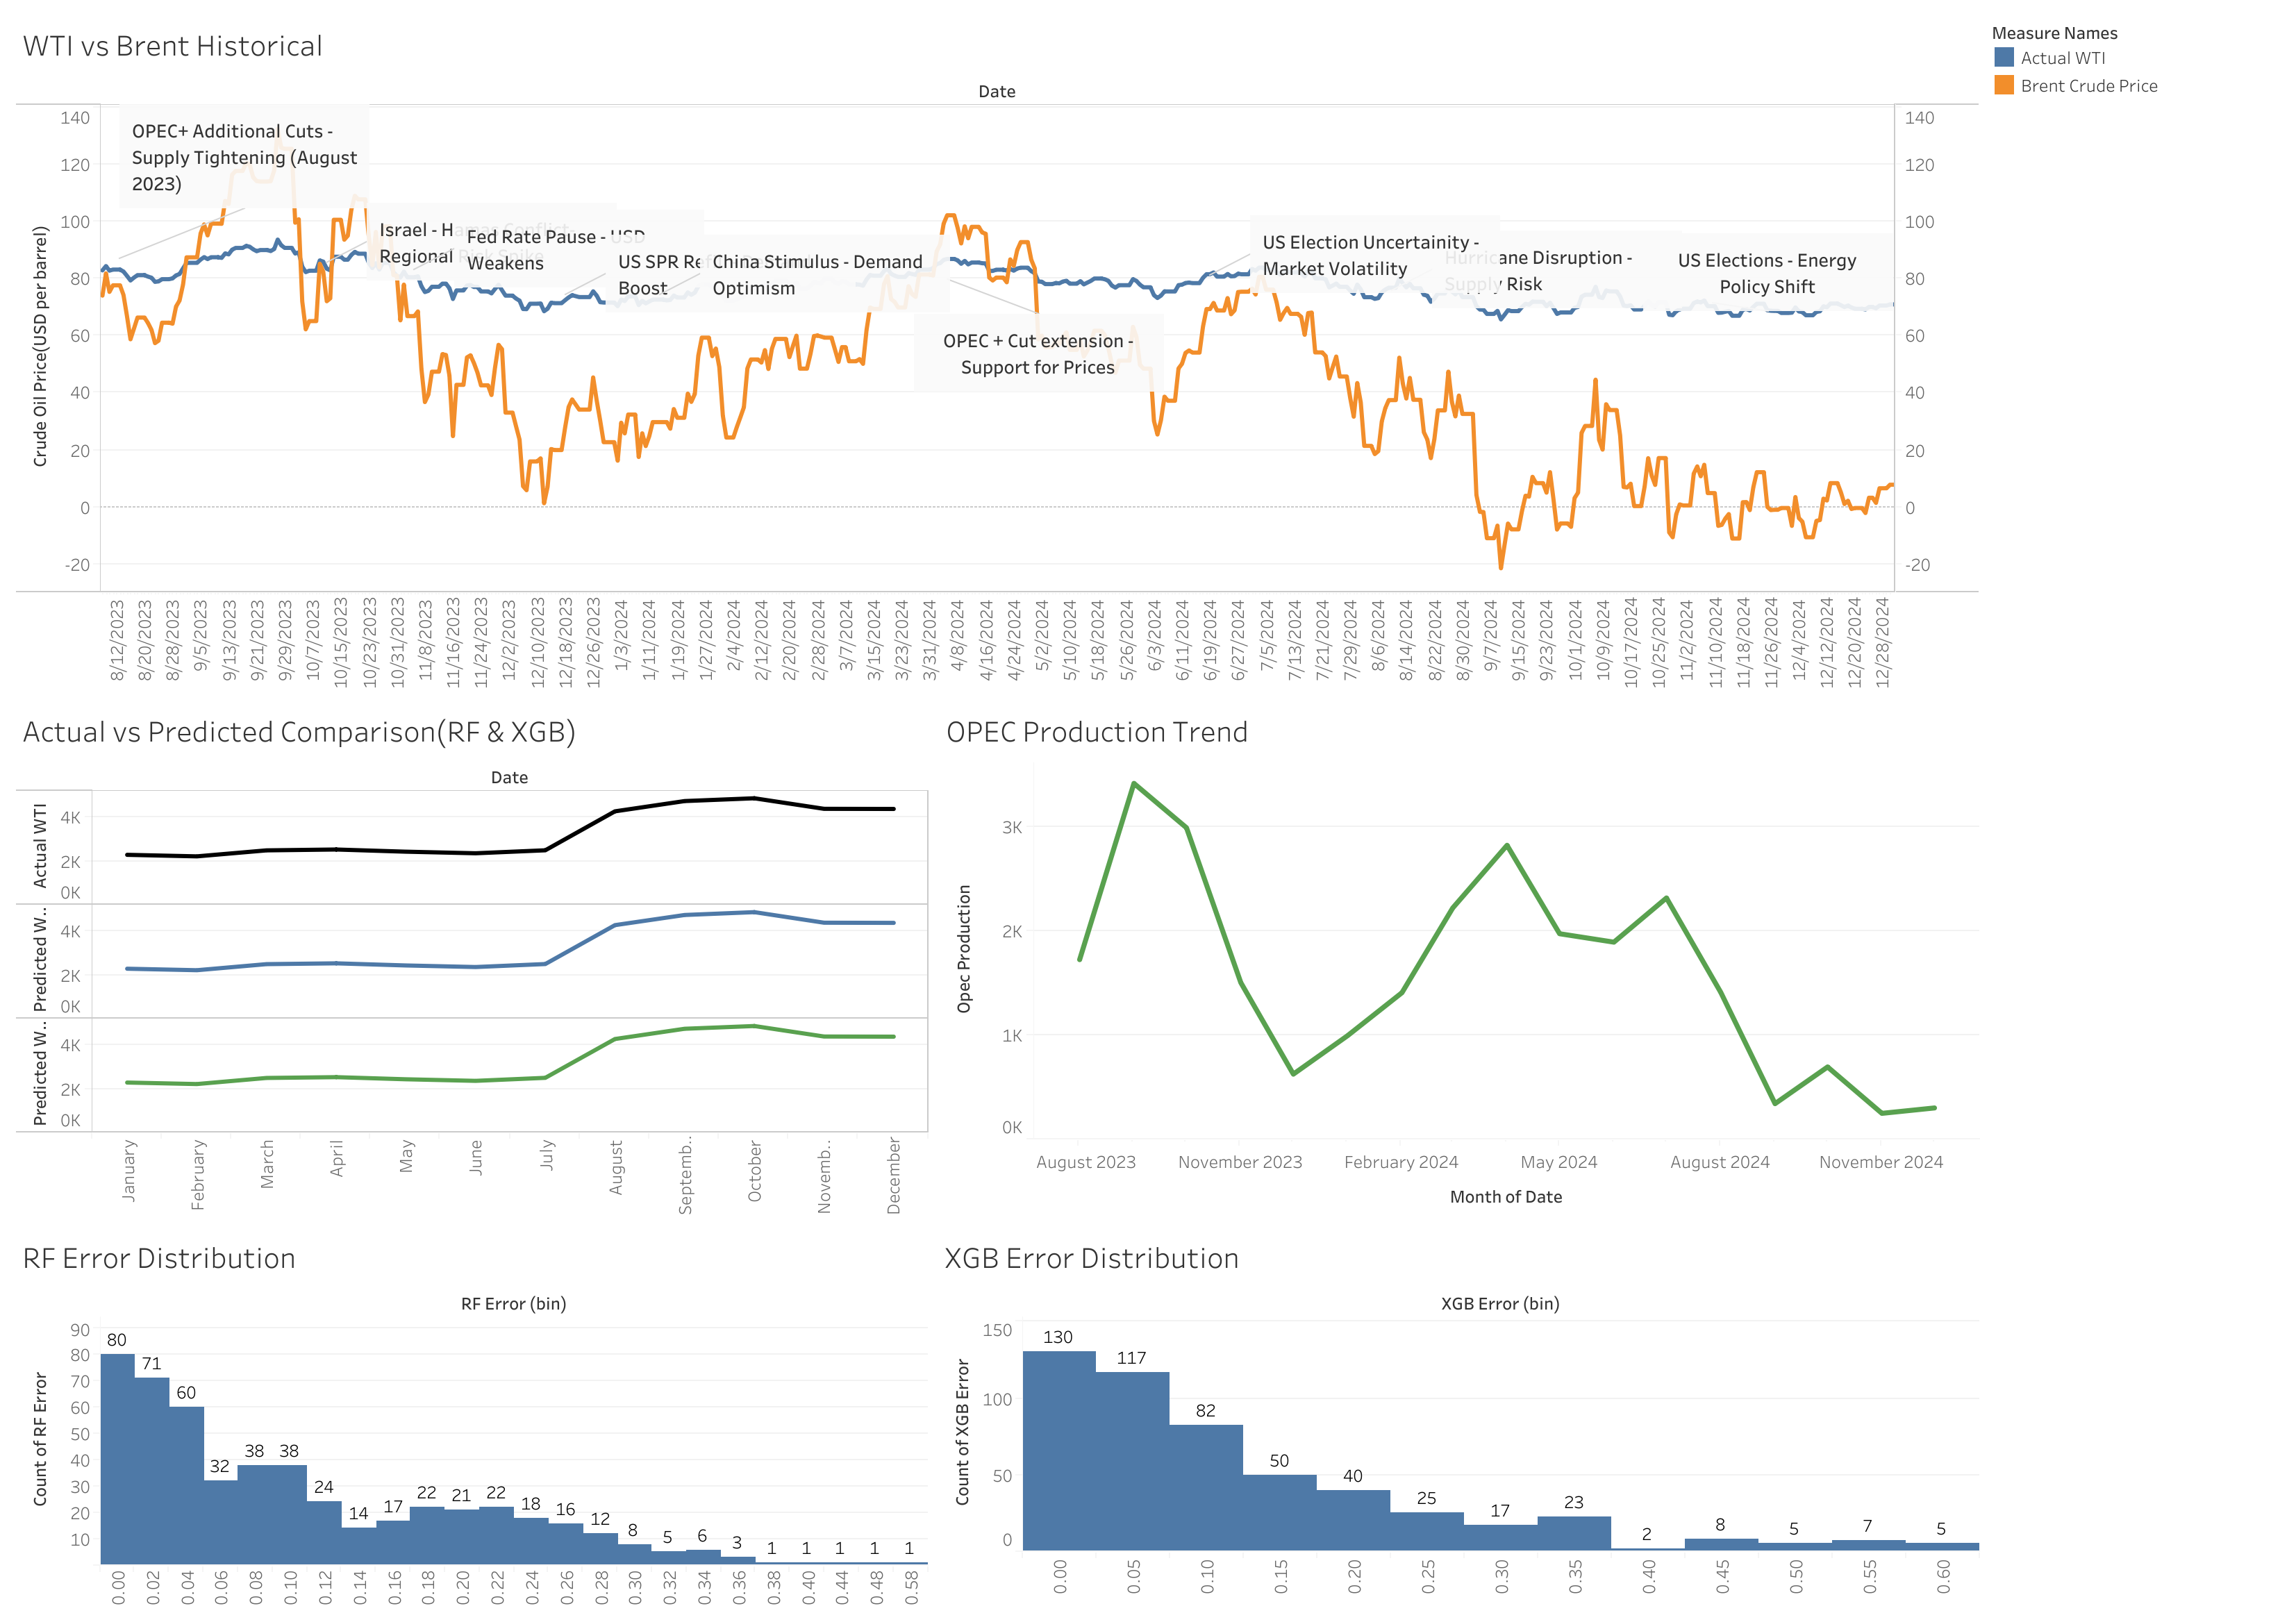 WTI vs Brent Historical
Measure Names
Actual WTI
Brent Crude Price
Date
Crude Oil Price(USD per barrel)
140
120
100
80
60
40
20
0
-20
140
120
100
80
60
40
20
0
-20
OPEC+ Additional Cuts -
Supply Tightening (August
2023)
Israel - Hamas Conflict-
Regional Risk Spike
Fed Rate Pause - USD
Weakens
US SPR Ref
Boost
China Stimulus - Demand
Optimism
OPEC + Cut extension -
Support for Prices
US Election Uncertainity -
Market Volatility
Hurricane Disruption -
Supply Risk
US Elections - Energy
Policy Shift
8/12/2023
8/20/2023
8/28/2023
9/5/2023
9/13/2023
9/21/2023
9/29/2023
10/7/2023
10/15/2023
10/23/2023
10/31/2023
11/8/2023
11/16/2023
11/24/2023
12/2/2023
12/10/2023
12/18/2023
12/26/2023
1/3/2024
1/11/2024
1/19/2024
1/27/2024
2/4/2024
2/12/2024
2/20/2024
2/28/2024
3/7/2024
3/15/2024
3/23/2024
3/31/2024
4/8/2024
4/16/2024
4/24/2024
5/2/2024
5/10/2024
5/18/2024
5/26/2024
6/3/2024
6/11/2024
6/19/2024
6/27/2024
7/5/2024
7/13/2024
7/21/2024
7/29/2024
8/6/2024
8/14/2024
8/22/2024
8/30/2024
9/7/2024
9/15/2024
9/23/2024
10/1/2024
10/9/2024
10/17/2024
10/25/2024
11/2/2024
11/10/2024
11/18/2024
11/26/2024
12/4/2024
12/12/2024
12/20/2024
12/28/2024
Actual vs Predicted Comparison(RF & XGB)
Date
Actual WTI
4K
2K
0K
Predicted W..
4K
2K
0K
Predicted W..
4K
2K
0K
January
February
March
April
May
June
July
August
Septemb..
October
Novemb..
December
OPEC Production Trend
Opec Production
3K
2K
1K
0K
August 2023
November 2023
February 2024
May 2024
August 2024
November 2024
Month of Date
RF Error Distribution
RF Error (bin)
Count of RF Error
90
80
70
60
50
40
30
20
10
80
71
60
32
38
38
24
14
17
22
21
22
18
16
12
8
5
6
3
1
1
1
1
1
0.00
0.02
0.04
0.06
0.08
0.10
0.12
0.14
0.16
0.18
0.20
0.22
0.24
0.26
0.28
0.30
0.32
0.34
0.36
0.38
0.40
0.44
0.48
0.58
XGB Error Distribution
XGB Error (bin)
Count of XGB Error
150
100
50
0
130
117
82
50
40
25
17
23
2
8
5
7
5
0.00
0.05
0.10
0.15
0.20
0.25
0.30
0.35
0.40
0.45
0.50
0.55
0.60